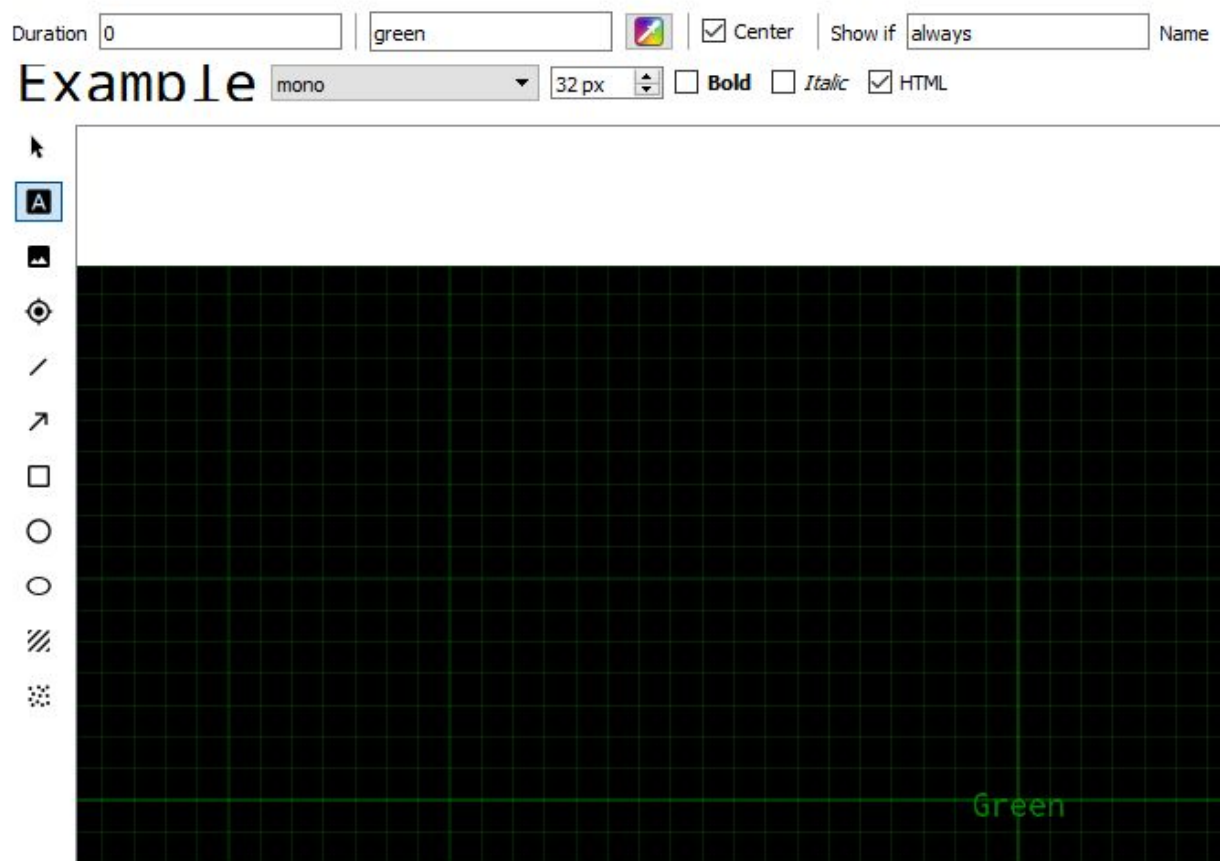 Duration 0 green Center Show if always Name
Example mono 32 px Bold Italic HTML
A
Green